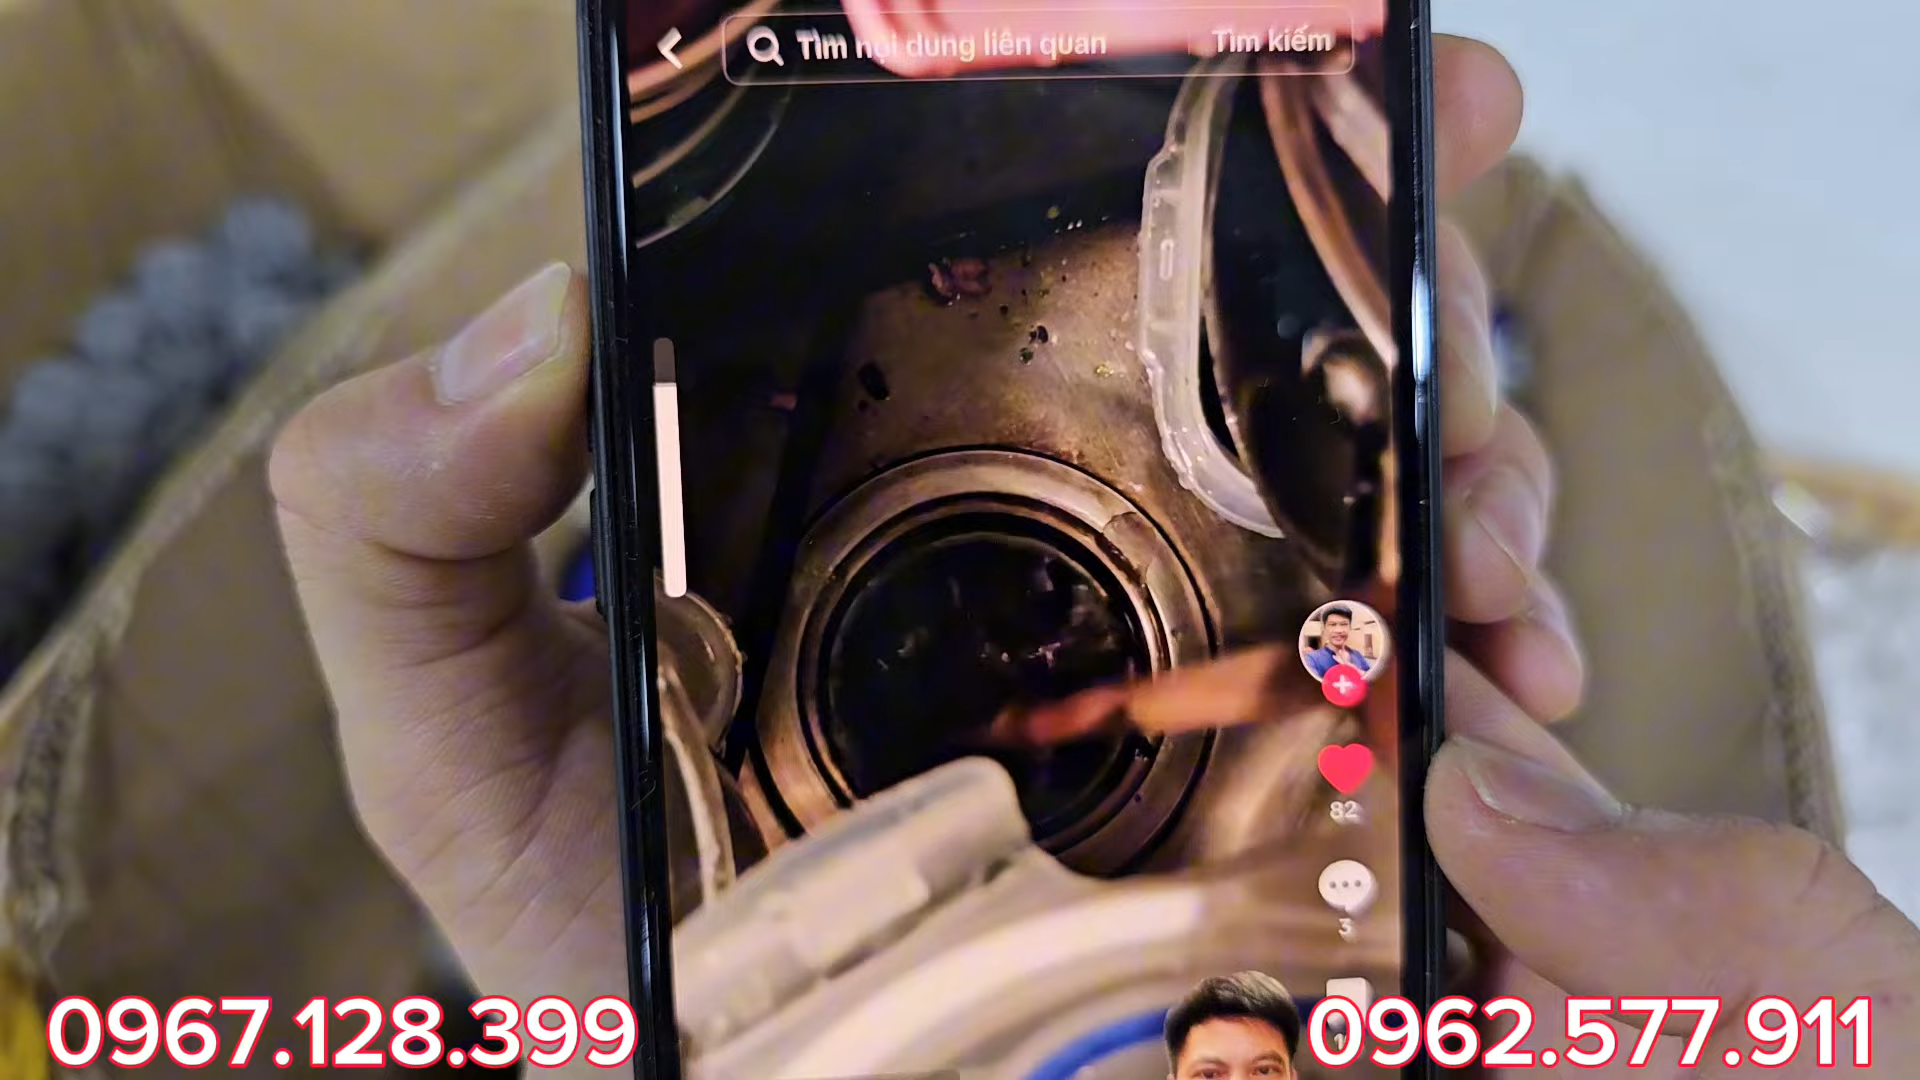 Tìm nội dung liên quan
Tìm kiếm
82
3
0967.128.399
0962.577.911